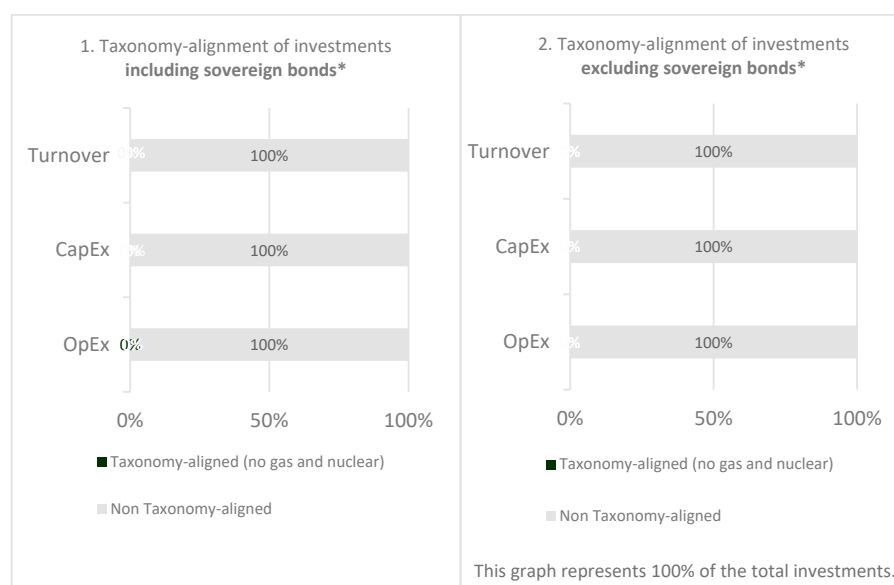 1. Taxonomy-alignment of investments
including sovereign bonds*
Turnover 0% 100%
CapEx 0% 100%
OpEx 0% 100%
0% 50% 100%
Taxonomy-aligned (no gas and nuclear)
Non Taxonomy-aligned
2. Taxonomy-alignment of investments
excluding sovereign bonds*
Turnover % 100%
CapEx % 100%
OpEx % 100%
0% 50% 100%
Taxonomy-aligned (no gas and nuclear)
Non Taxonomy-aligned
This graph represents 100% of the total investments.